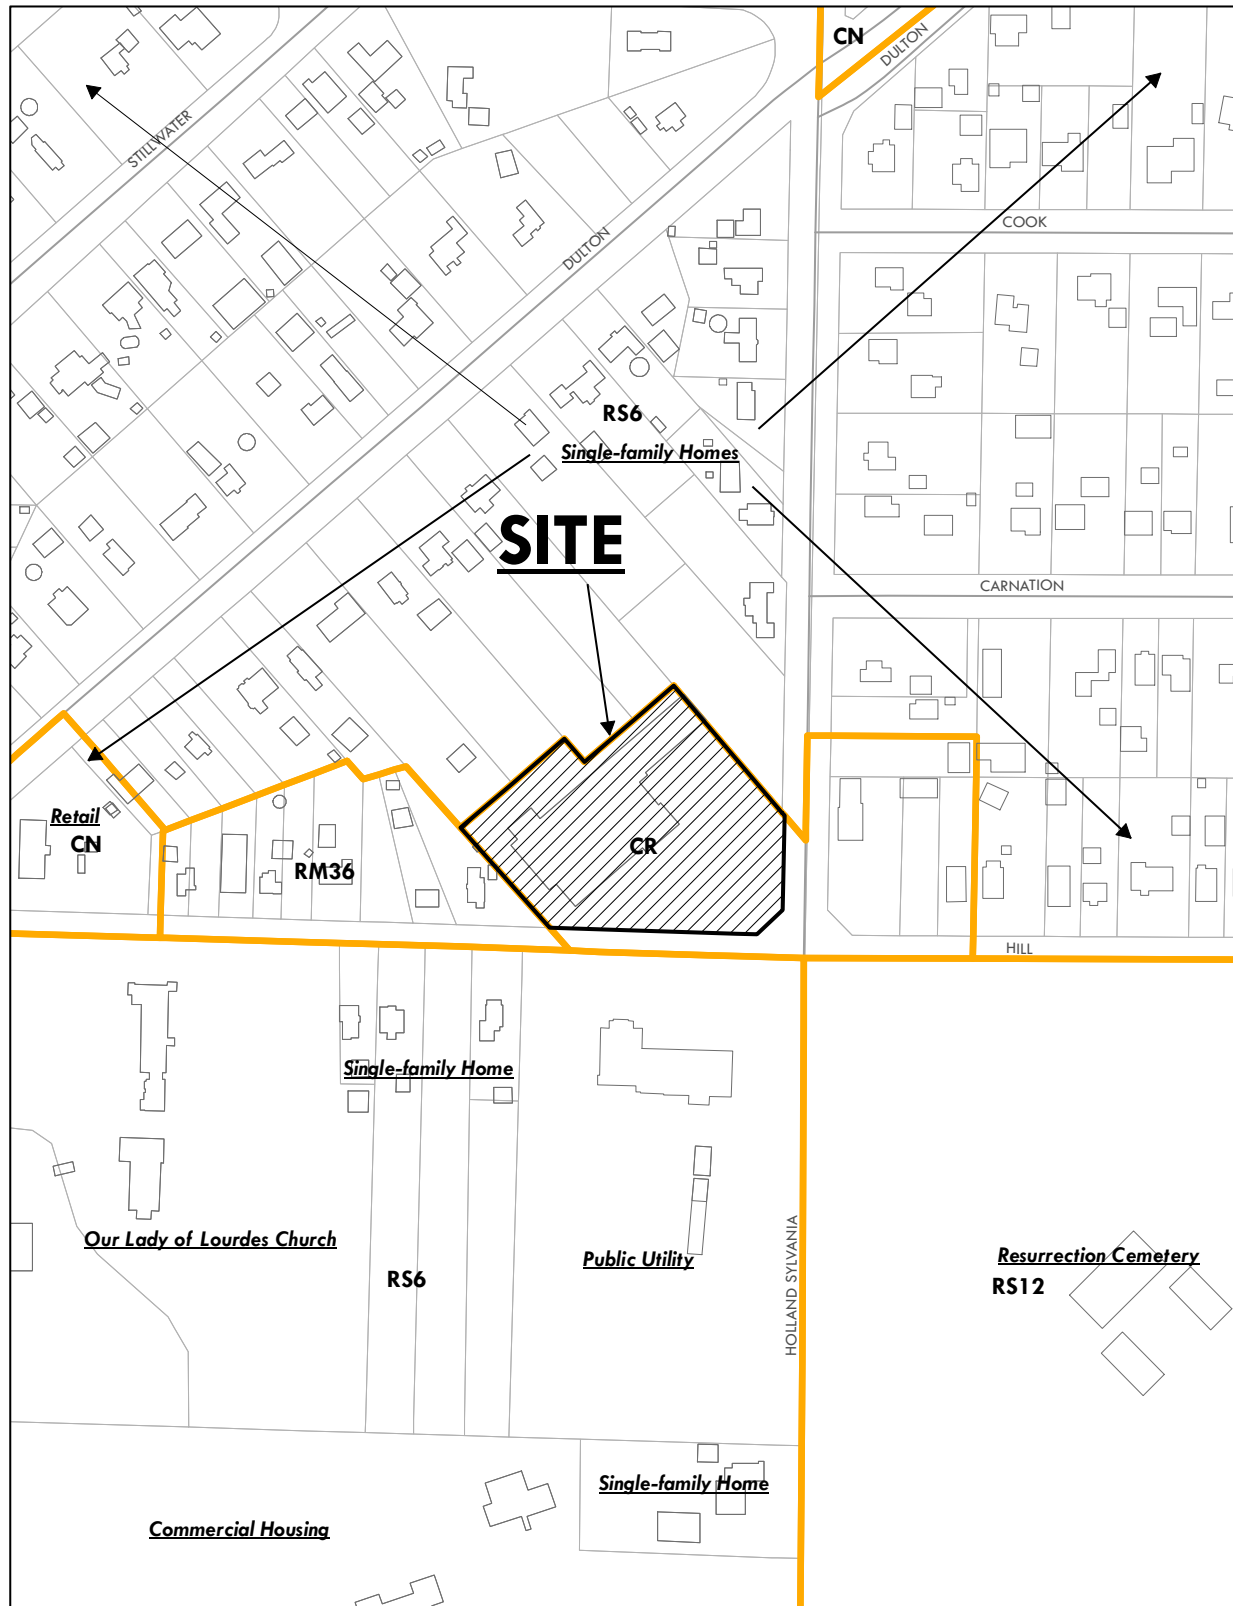 CN
DULTON
STILLWATER
COOK
DULTON
RS6
Single-family Homes
SITE
CARNATION
Retail
CN
RM36
CR
HILL
Single-family Home
Our Lady of Lourdes Church
Public Utility
HOLLAND SYLVANIA
Resurrection Cemetery
RS6
RS12
Single-family Home
Commercial Housing